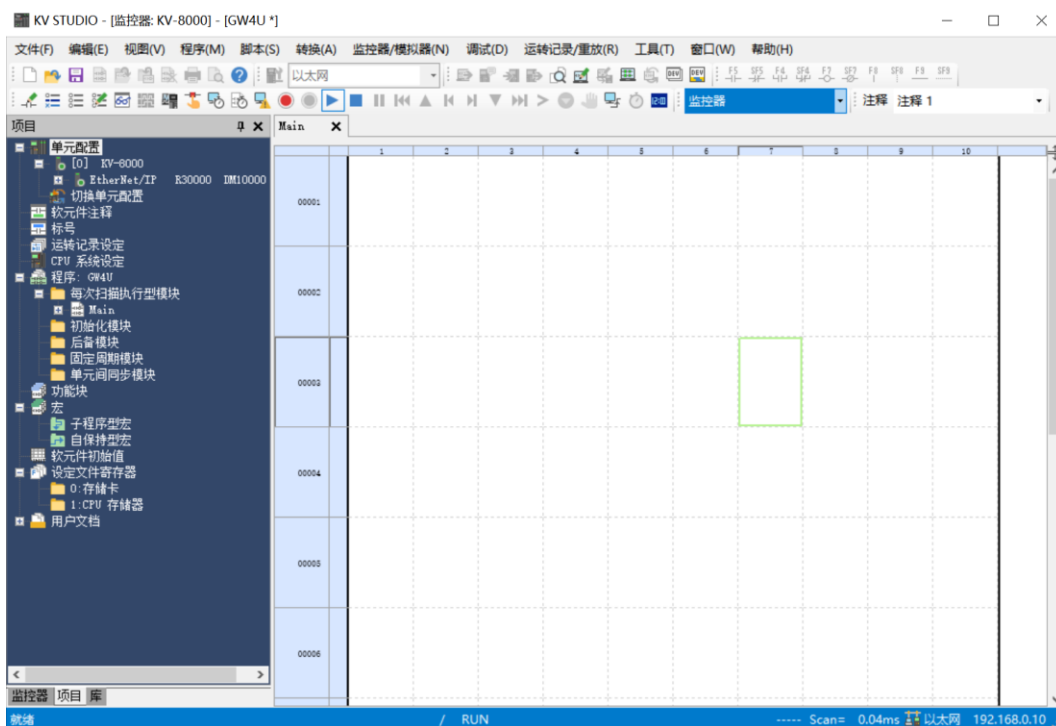 KV STUDIO - [监控器: KV-8000] - [GW4U *]
文件(F) 编辑(E) 视图(V) 程序(M) 脚本(S) 转换(A) 监控器/模拟器(N) 调试(D) 运转记录/重放(R) 工具(T) 窗口(W) 帮助(H)
以太网
监控器 注释 注释 1
项目 Main
1 2 3 4 5 6 7 8 9 10
单元配置
[0] KV-8000
EtherNet/IP R30000 DM10000
切换单元配置
软元件注释
标号
运转记录设定
CPU 系统设定
程序: GW4U
每次扫描执行型模块
Main
初始化模块
后备模块
固定周期模块
单元间同步模块
功能块
宏
子程序型宏
自保持型宏
软元件初始值
设定文件寄存器
0:存储卡
1:CPU 存储器
用户文档
00001
00002
00003
00004
00005
00006
监控器 项目 库
就绪 / RUN ----- Scan= 0.04ms 以太网 192.168.0.10